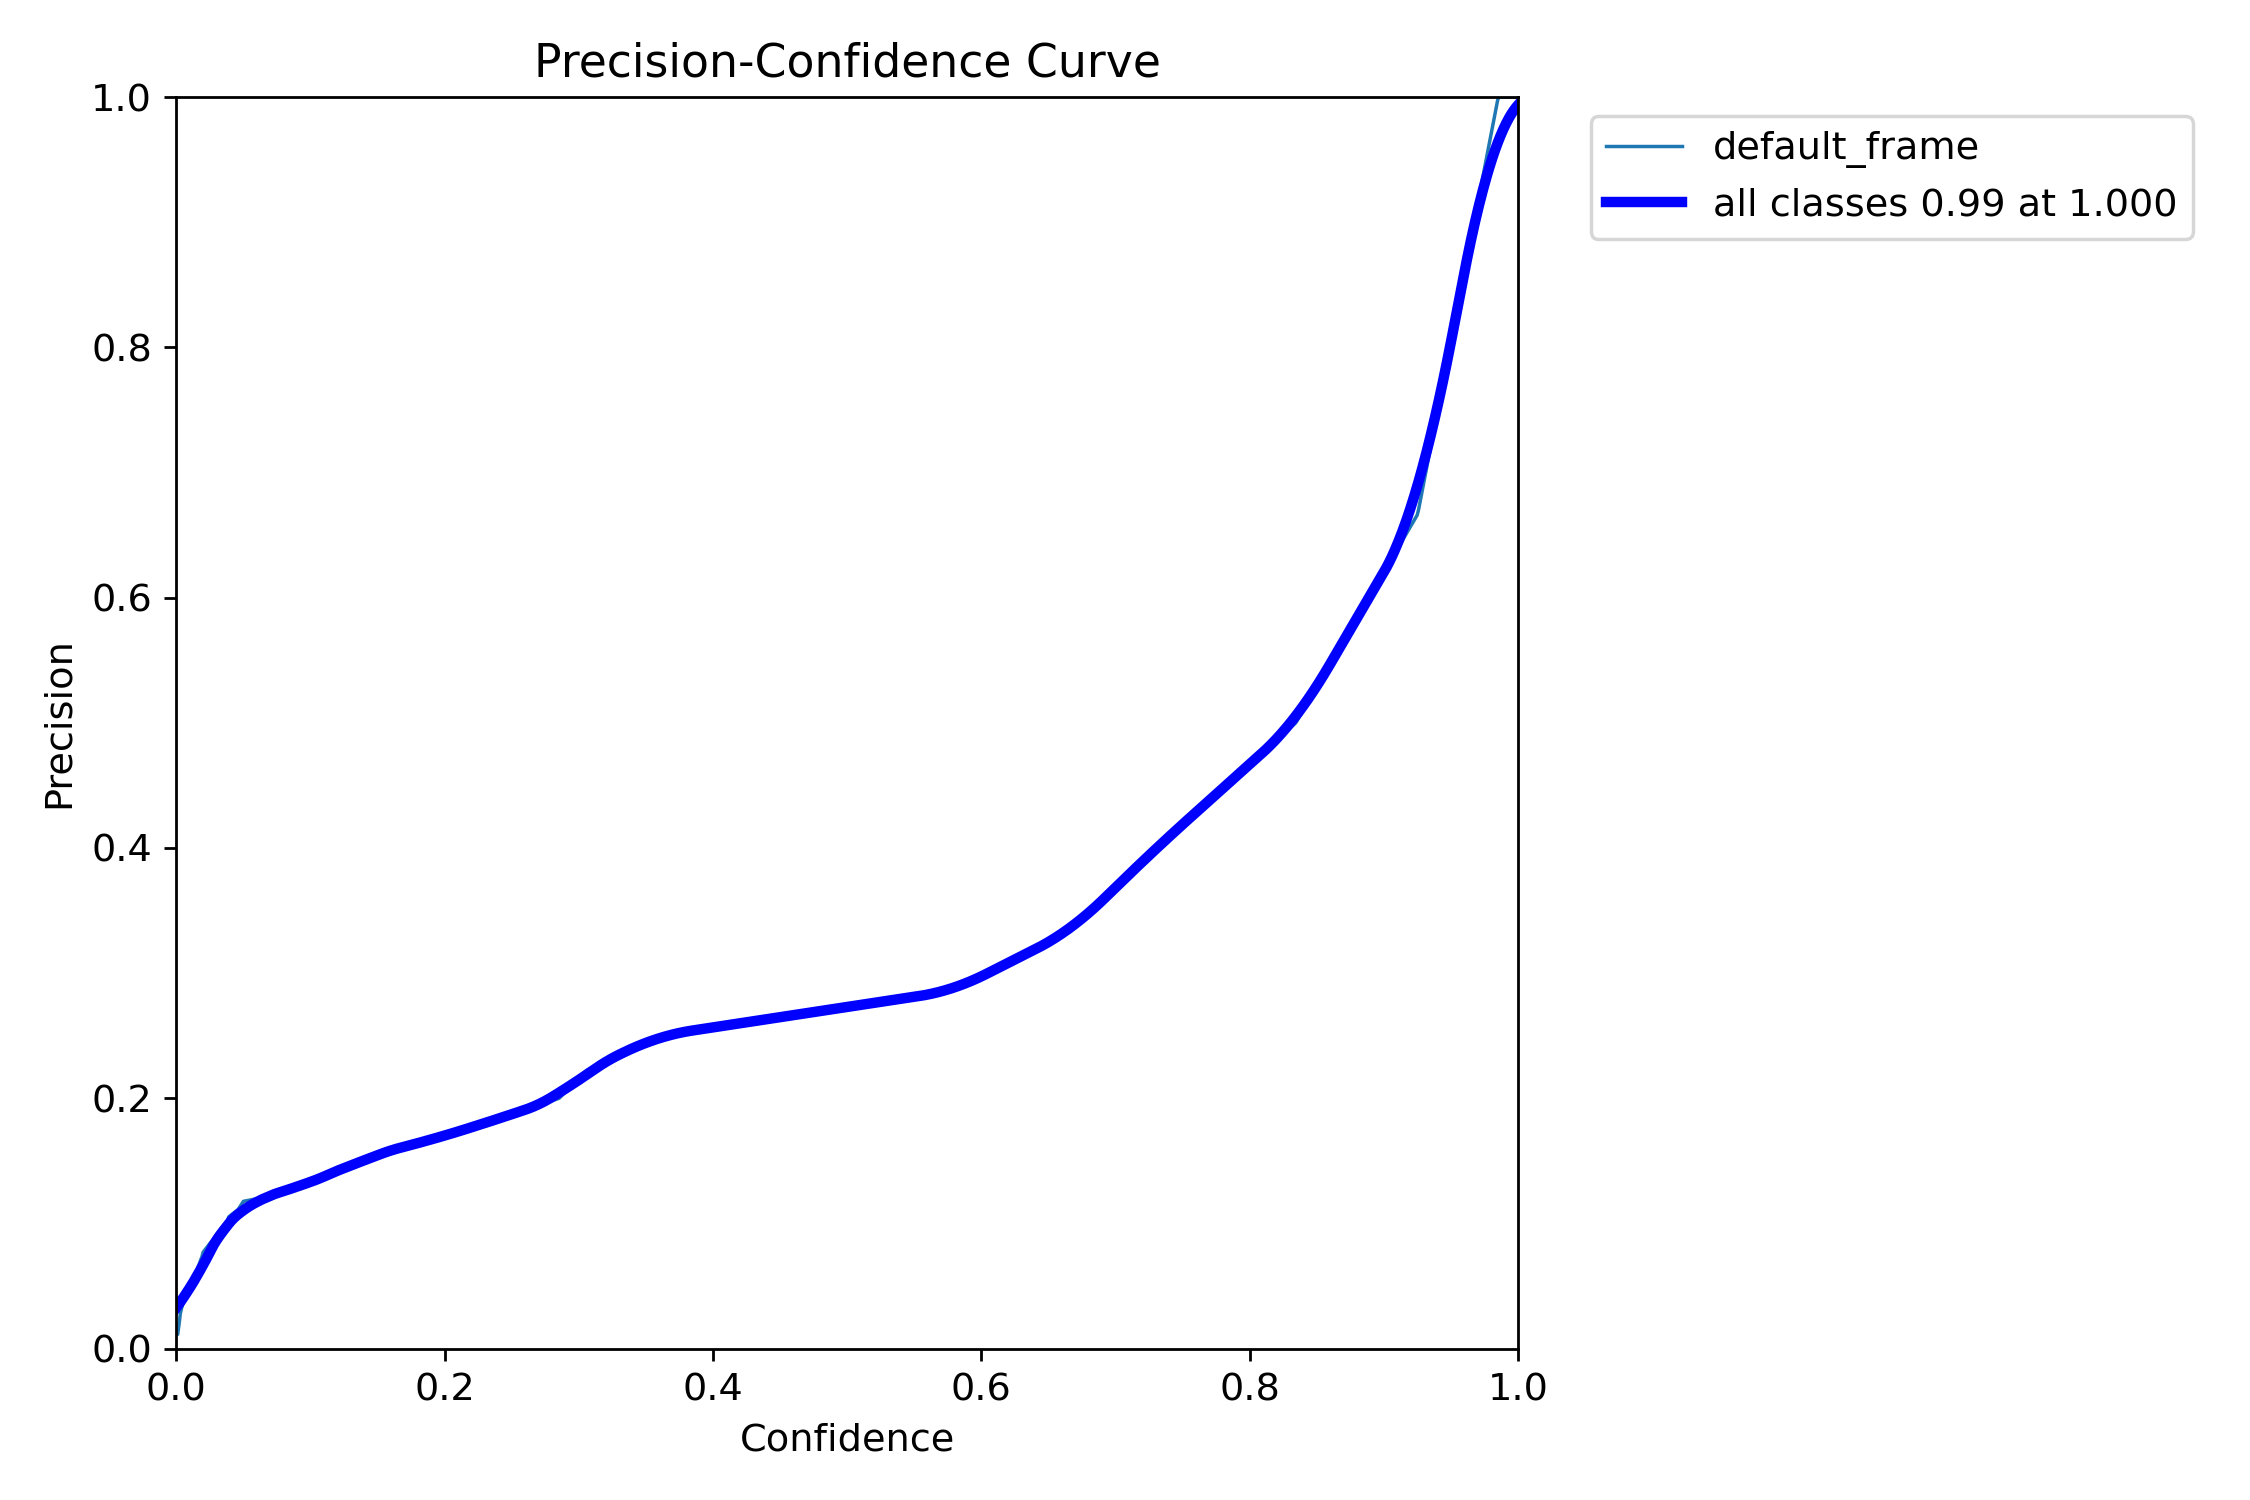 Precision-Confidence Curve
1.0
0.8
0.6
0.4
0.2
0.0
Precision
0.0 0.2 0.4 0.6 0.8 1.0
Confidence
default_frame
all classes 0.99 at 1.000